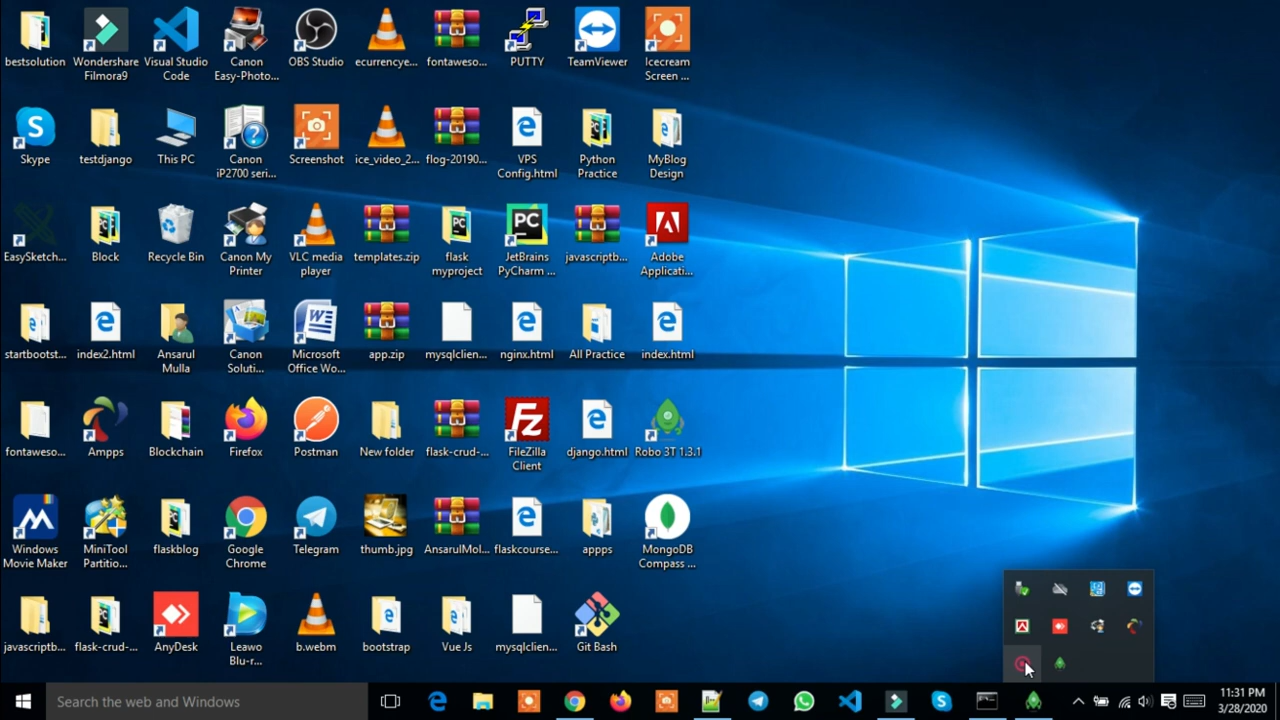 bestsolution
Wondershare
Filmora9
Visual Studio
Code
Canon
Easy-Photo...
OBS Studio
ecurrencye...
fontaweso...
PUTTY
TeamViewer
Icecream
Screen ...
Skype
testdjango
This PC
Canon
iP2700 seri...
Screenshot
ice_video_2...
flog-20190...
VPS
Config.html
Python
Practice
MyBlog
Design
EasySketch...
Block
Recycle Bin
Canon My
Printer
VLC media
player
templates.zip
flask
myproject
JetBrains
PyCharm ...
javascriptb...
Adobe
Applicati...
startbootst...
index2.html
Ansarul
Mulla
Canon
Soluti...
Microsoft
Office Wo...
app.zip
mysqlclien...
nginx.html
All Practice
index.html
fontaweso...
Ampps
Blockchain
Firefox
Postman
New folder
flask-crud-...
FileZilla
Client
django.html
Robo 3T 1.3.1
Windows
Movie Maker
MiniTool
Partitio...
flaskblog
Google
Chrome
Telegram
thumb.jpg
AnsarulMol...
flaskcourse...
appps
MongoDB
Compass ...
javascriptb...
flask-crud-...
AnyDesk
Leawo
Blu-r...
b.webm
bootstrap
Vue Js
mysqlclien...
Git Bash
Search the web and Windows
11:31 PM
3/28/2020